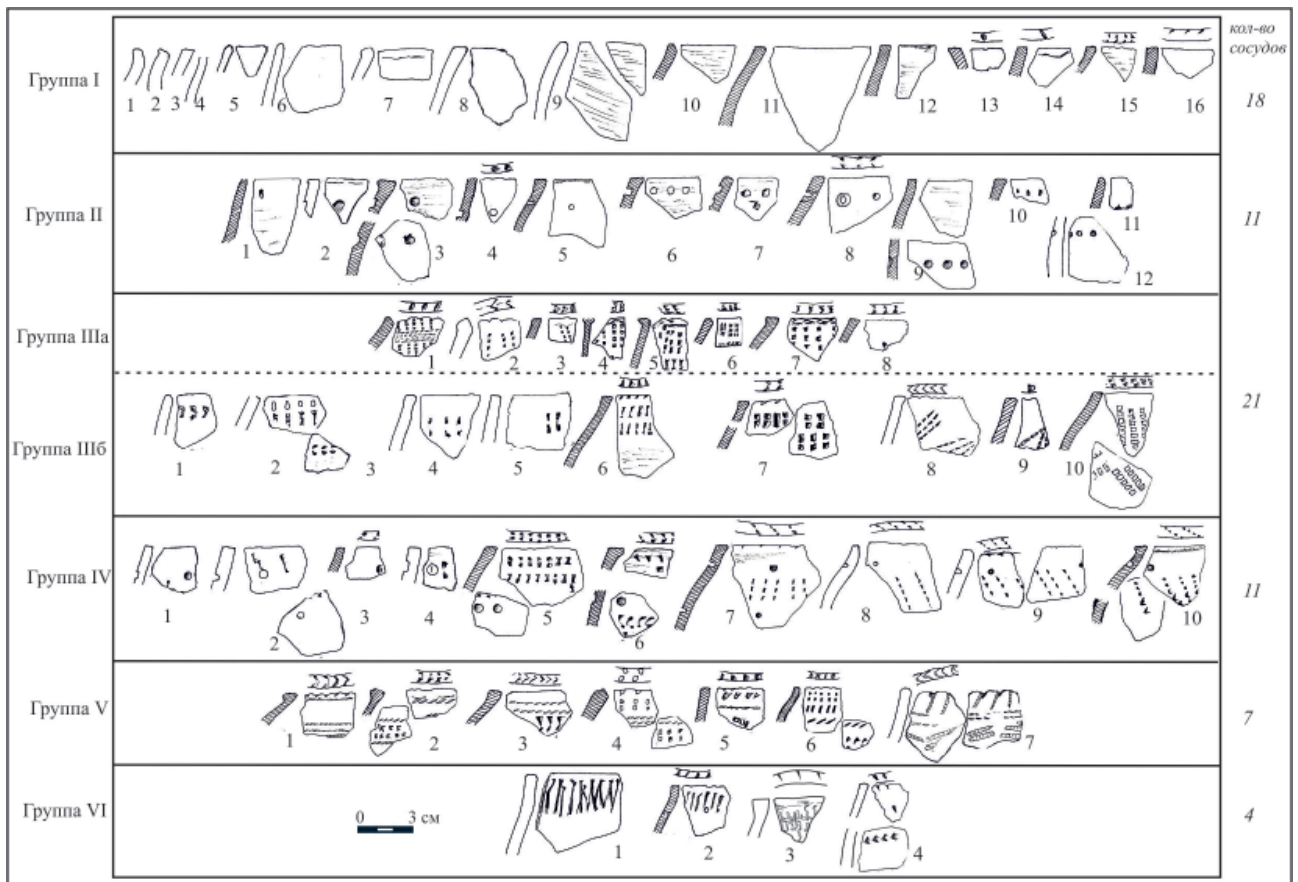 кол-во
сосудов
Группа I
1 2 3 4 5 6 7 8 9 10 11 12 13 14 15 16
18
Группа II
1 2 3 4 5 6 7 8 9 10 11 12
11
Группа IIIа
1 2 3 4 5 6 7 8
21
Группа IIIб
1 2 3 4 5 6 7 8 9 10
Группа IV
1 2 3 4 5 6 7 8 9 10
11
Группа V
1 2 3 4 5 6 7
7
Группа VI
0 3 см
1 2 3 4
4